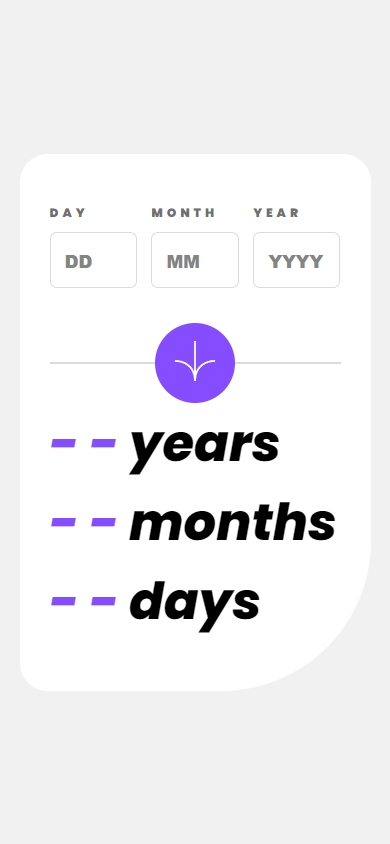 DAY MONTH YEAR
DD MM YYYY
- - years
- - months
- - days